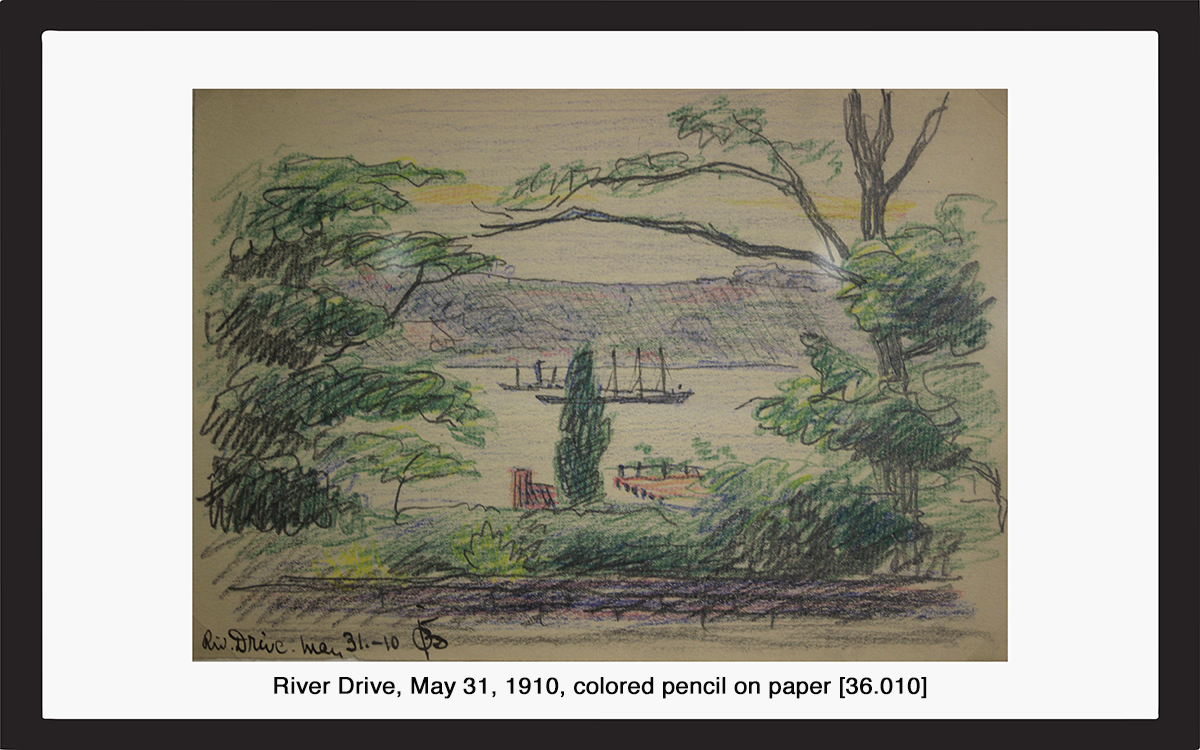 Riv. Drive. May 31.-10
River Drive, May 31, 1910, colored pencil on paper [36.010]